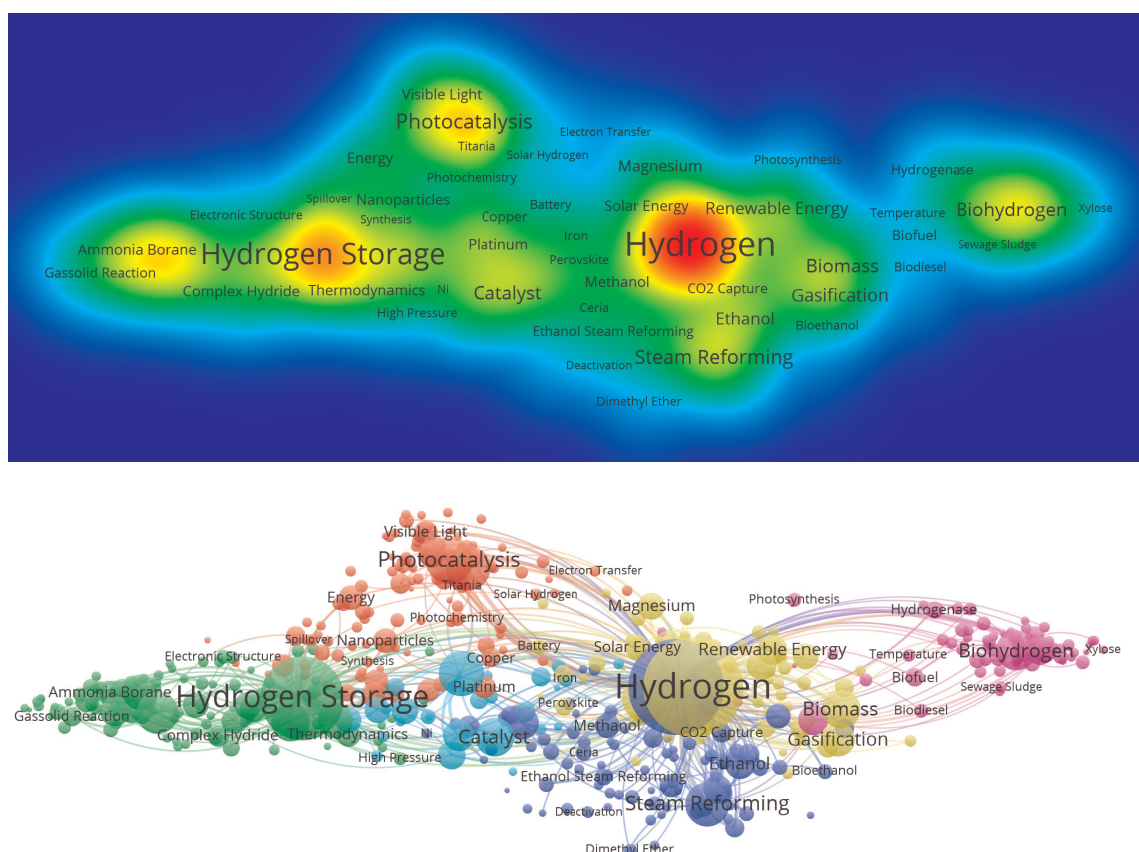 Visible Light
Photocatalysis
Electron Transfer
Titania
Solar Hydrogen
Energy
Magnesium
Photosynthesis
Hydrogenase
Photochemistry
Spillover
Nanoparticles
Battery
Solar Energy
Renewable Energy
Temperature
Biohydrogen
Xylose
Electronic Structure
Synthesis
Copper
Iron
Biofuel
Ammonia Borane
Hydrogen Storage
Platinum
Hydrogen
Sewage Sludge
Gassolid Reaction
Perovskite
Biomass
Biodiesel
Complex Hydride
Thermodynamics
Ni
Catalyst
Methanol
CO2 Capture
Gasification
High Pressure
Ceria
Ethanol
Bioethanol
Ethanol Steam Reforming
Deactivation
Steam Reforming
Dimethyl Ether
Visible Light
Photocatalysis
Electron Transfer
Titania
Solar Hydrogen
Energy
Magnesium
Photosynthesis
Hydrogenase
Photochemistry
Spillover
Nanoparticles
Battery
Solar Energy
Renewable Energy
Temperature
Biohydrogen
Xylose
Electronic Structure
Synthesis
Copper
Iron
Biofuel
Ammonia Borane
Hydrogen Storage
Platinum
Hydrogen
Sewage Sludge
Gassolid Reaction
Perovskite
Biomass
Biodiesel
Complex Hydride
Thermodynamics
Ni
Catalyst
Methanol
CO2 Capture
Gasification
High Pressure
Ceria
Ethanol
Bioethanol
Ethanol Steam Reforming
Deactivation
Steam Reforming
Dimethyl Ether